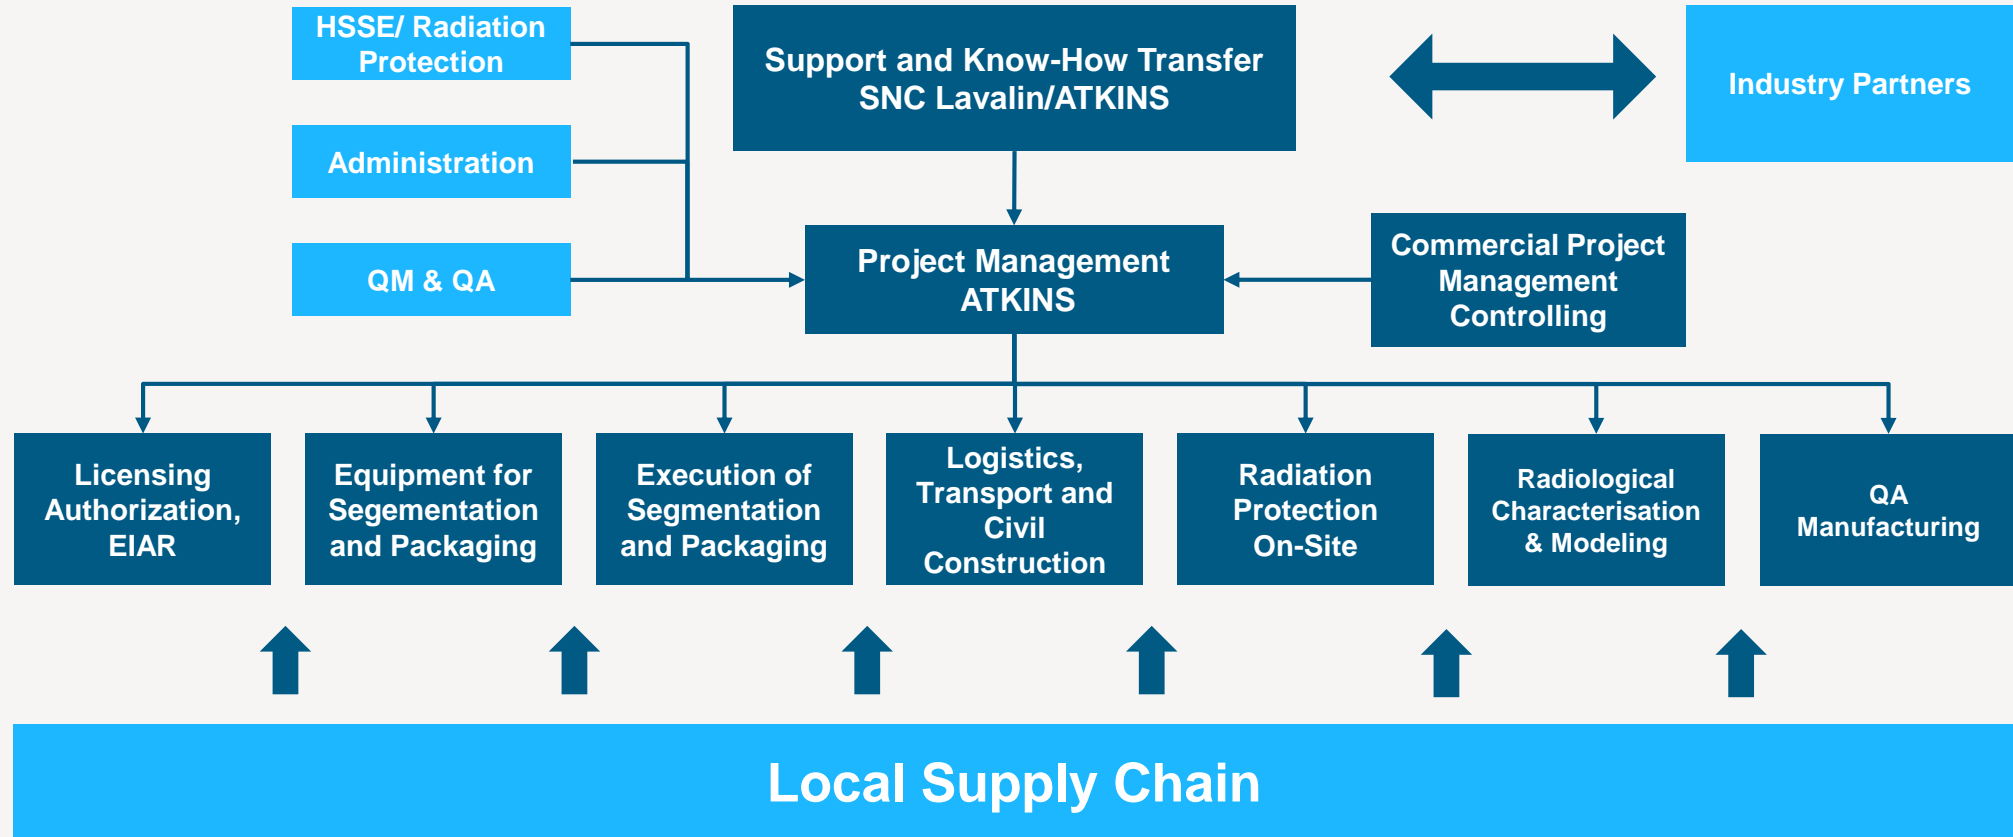 HSSE/ Radiation
Protection
Support and Know-How Transfer
SNC Lavalin/ATKINS
Industry Partners
Administration
QM & QA
Project Management
ATKINS
Commercial Project
Management
Controlling
Licensing
Authorization,
EIAR
Equipment for
Segementation
and Packaging
Execution of
Segmentation
and Packaging
Logistics,
Transport and
Civil
Construction
Radiation
Protection
On-Site
Radiological
Characterisation
& Modeling
QA
Manufacturing
Local Supply Chain